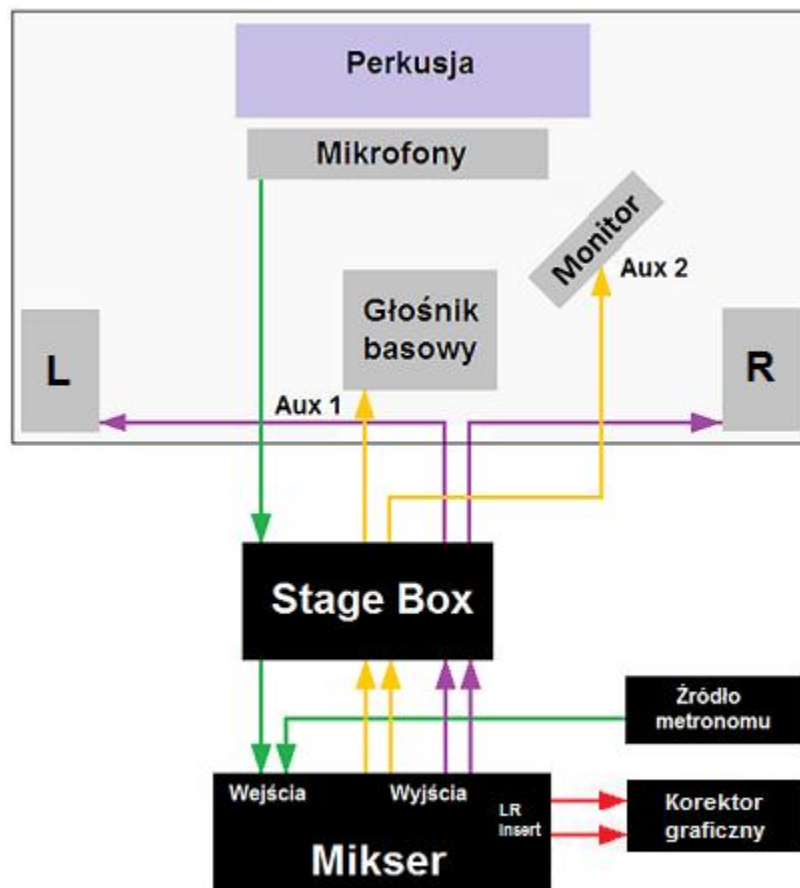 Perkusja
Mikrofony
Monitor
Aux 2
Głośnik
basowy
L
R
Aux 1
Stage Box
Źródło
metronomu
Wejścia
Wyjścia
LR
Insert
Korektor
graficzny
Mikser